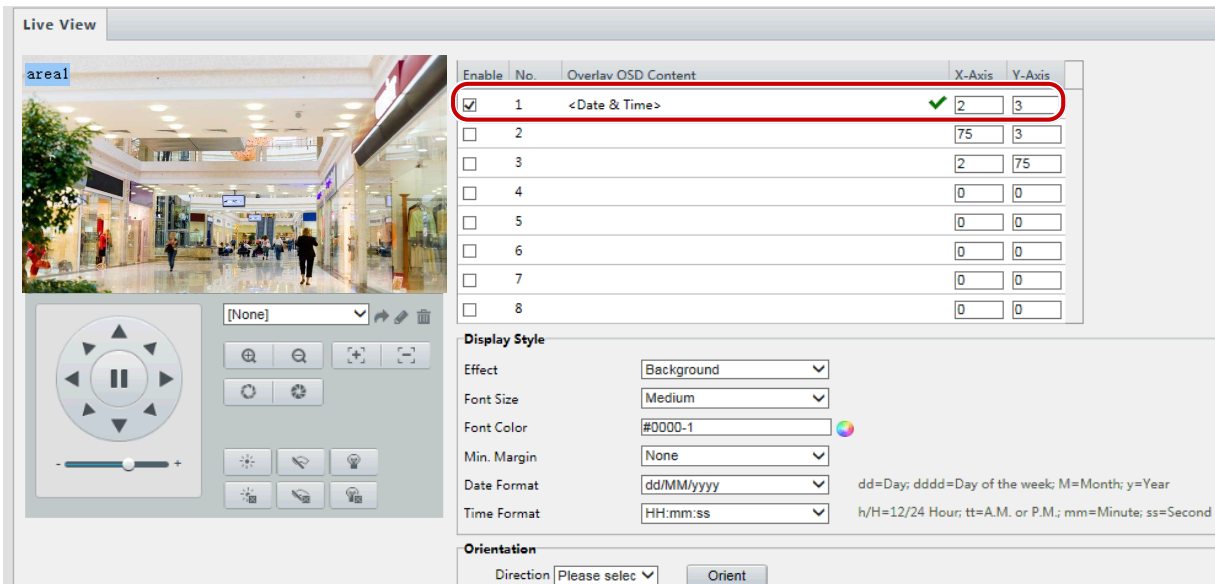 Live View
area1
Enable No. Overlay OSD Content X-Axis Y-Axis
1 <Date & Time> 2 3
2 75 3
3 2 75
4 0 0
5 0 0
6 0 0
7 0 0
8 0 0
[None]
- +
Display Style
Effect Background
Font Size Medium
Font Color #0000-1
Min. Margin None
Date Format dd/MM/yyyy dd=Day; dddd=Day of the week; M=Month; y=Year
Time Format HH:mm:ss h/H=12/24 Hour; tt=A.M. or P.M.; mm=Minute; ss=Second
Orientation
Direction Please selec Orient